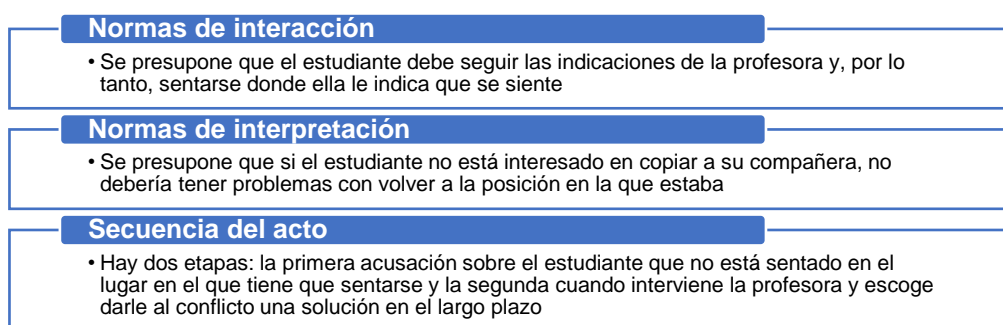 Normas de interacción
• Se presupone que el estudiante debe seguir las indicaciones de la profesora y, por lo
tanto, sentarse donde ella le indica que se siente
Normas de interpretación
• Se presupone que si el estudiante no está interesado en copiar a su compañera, no
debería tener problemas con volver a la posición en la que estaba
Secuencia del acto
• Hay dos etapas: la primera acusación sobre el estudiante que no está sentado en el
lugar en el que tiene que sentarse y la segunda cuando interviene la profesora y escoge
darle al conflicto una solución en el largo plazo